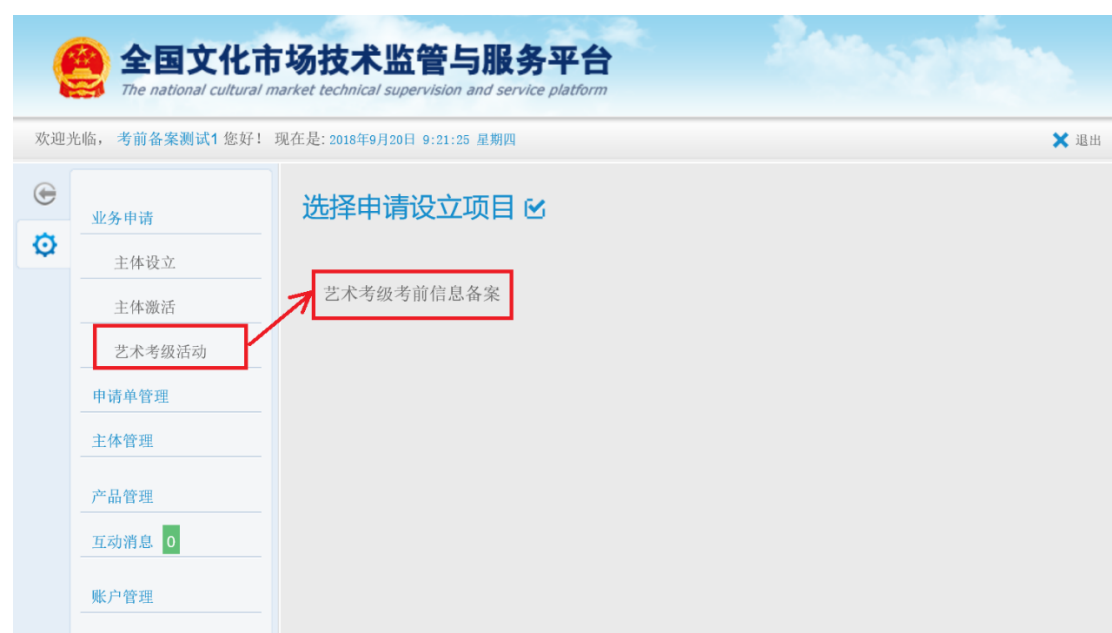 全国文化市场技术监管与服务平台
The national cultural market technical supervision and service platform
欢迎光临， 考前备案测试1 您好！ 现在是: 2018年9月20日 9:21:25 星期四
退出
业务申请
主体设立
主体激活
艺术考级活动
申请单管理
主体管理
产品管理
互动消息 0
账户管理
选择申请设立项目
艺术考级考前信息备案